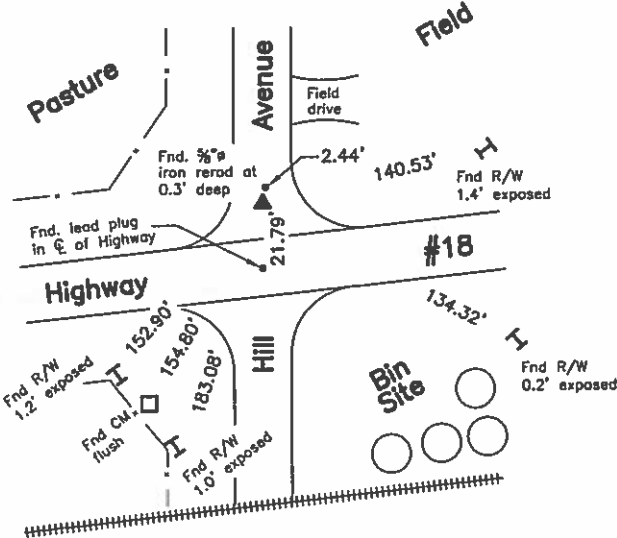 Field
Pasture
Avenue
Field
drive
Fnd. ⅝"ø
iron rerod at
0.3' deep
2.44'
140.53'
Fnd R/W
1.4' exposed
Fnd. lead plug
in ℄ of Highway
21.79'
#18
Highway
134.32'
152.90'
154.80'
183.08'
Hill
Fnd R/W
0.2' exposed
Bin
Site
Fnd R/W
1.2' exposed
Fnd CM
flush
Fnd R/W
1.0' exposed